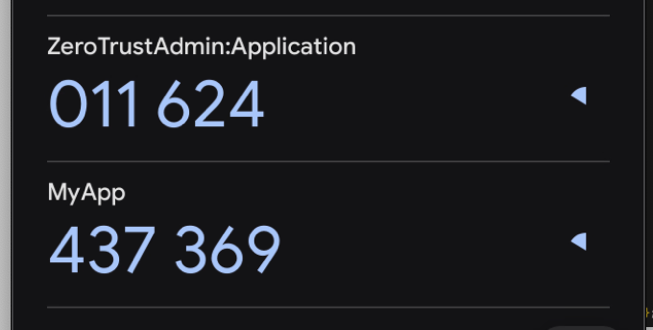 ZeroTrustAdmin:Application
011 624
MyApp
437 369